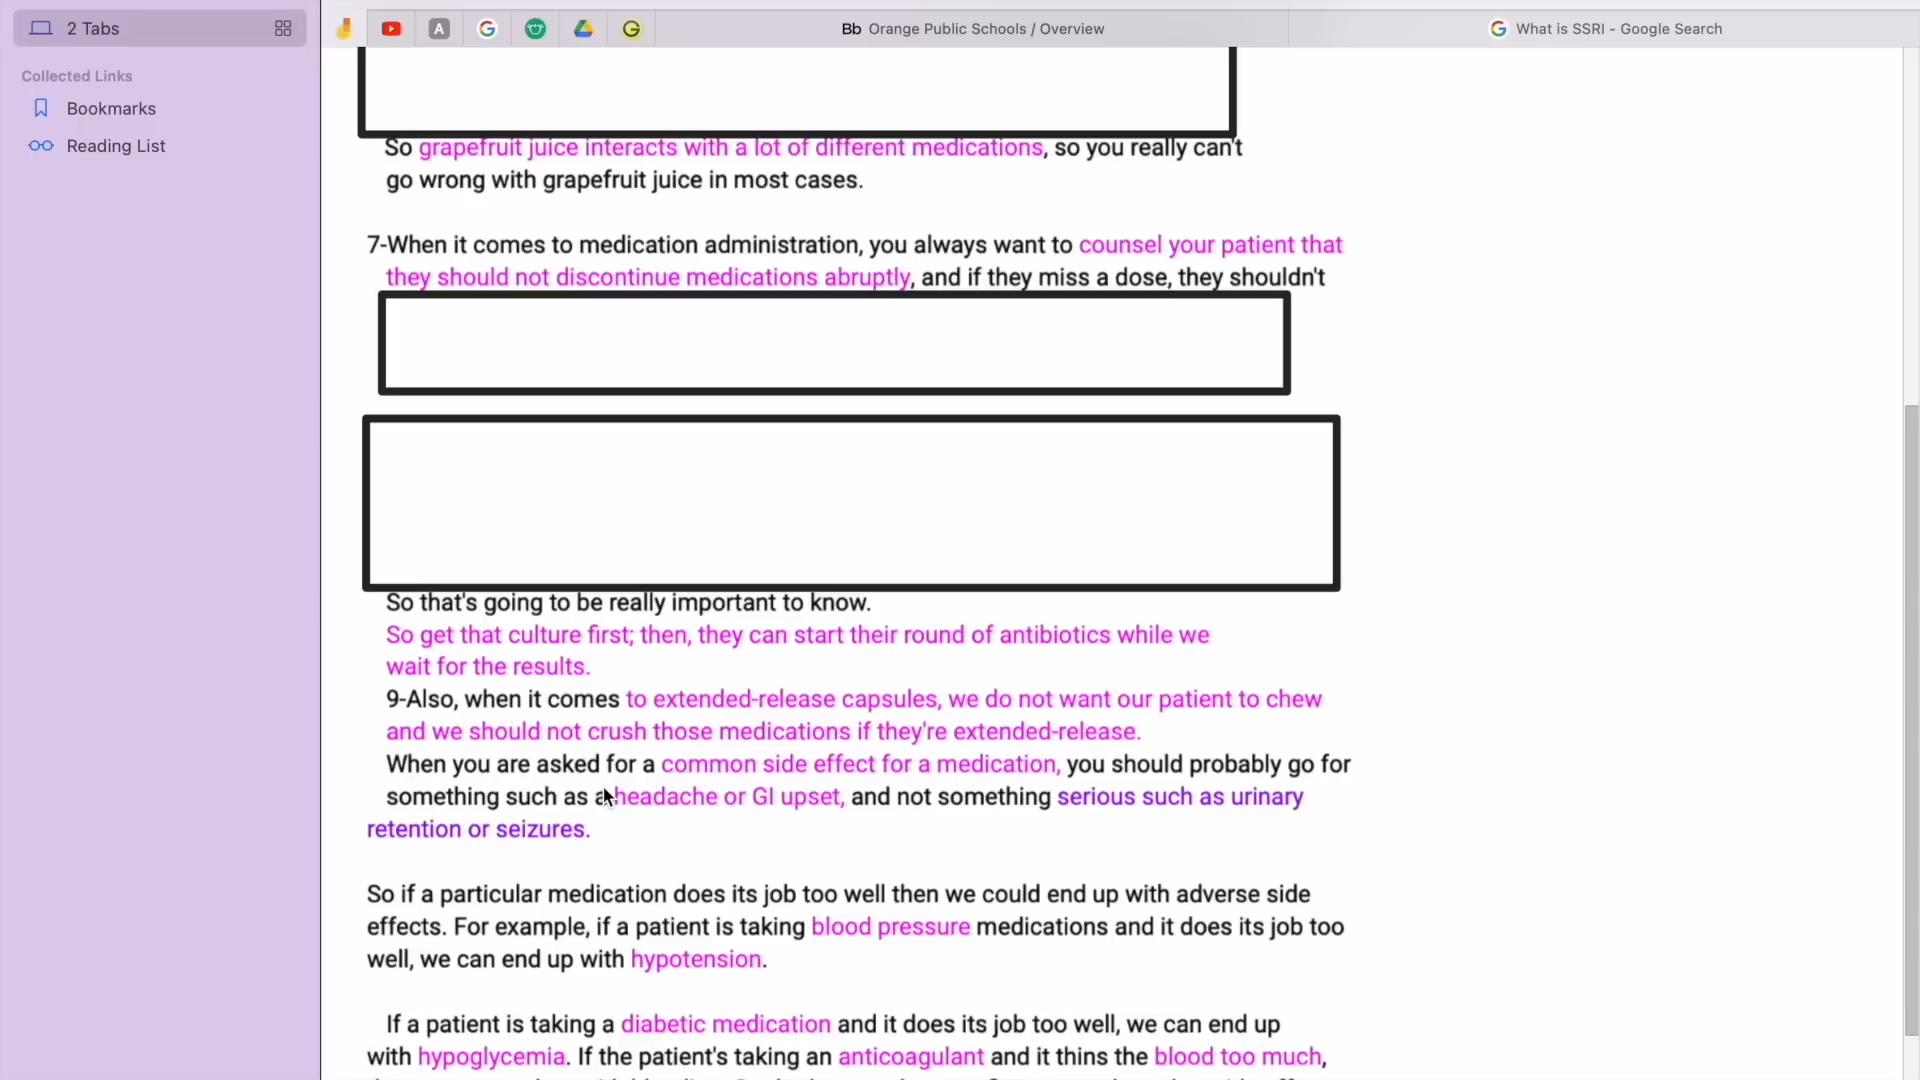 2 Tabs
Collected Links
Bookmarks
Reading List
A
G
Bb Orange Public Schools / Overview
What is SSRI - Google Search
So grapefruit juice interacts with a lot of different medications, so you really can't
go wrong with grapefruit juice in most cases.
7-When it comes to medication administration, you always want to counsel your patient that
they should not discontinue medications abruptly, and if they miss a dose, they shouldn't
So that's going to be really important to know.
So get that culture first; then, they can start their round of antibiotics while we
wait for the results.
9-Also, when it comes to extended-release capsules, we do not want our patient to chew
and we should not crush those medications if they're extended-release.
When you are asked for a common side effect for a medication, you should probably go for
something such as a headache or GI upset, and not something serious such as urinary
retention or seizures.
So if a particular medication does its job too well then we could end up with adverse side
effects. For example, if a patient is taking blood pressure medications and it does its job too
well, we can end up with hypotension.
If a patient is taking a diabetic medication and it does its job too well, we can end up
with hypoglycemia. If the patient's taking an anticoagulant and it thins the blood too much,